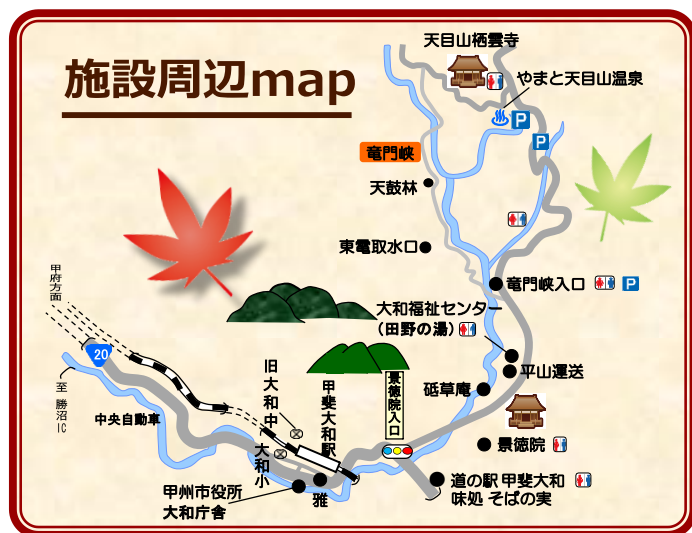 施設周辺map
天目山栖雲寺
やまと天目山温泉
P
P
竜門峡
天鼓林
東電取水口
竜門峡入口
P
大和福祉センター
(田野の湯)
平山運送
砥草庵
景徳院
景徳院入口
道の駅 甲斐大和
味処 そばの実
甲府方面
20
至 勝沼IC
中央自動車
旧大和中
大和小
甲斐大和駅
雅
甲州市役所
大和庁舎